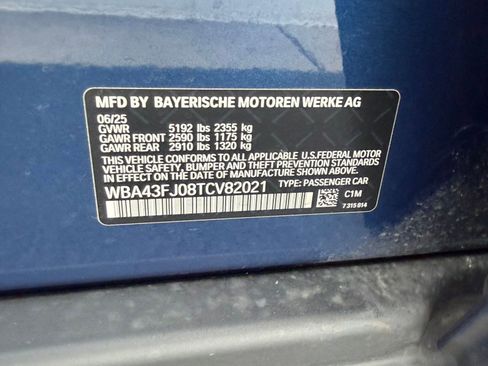 MFD BY BAYERISCHE MOTOREN WERKE AG
06/25
GVWR 5192 lbs 2355 kg
GAWR FRONT 2590 lbs 1175 kg
GAWR REAR 2910 lbs 1320 kg
THIS VEHICLE CONFORMS TO ALL APPLICABLE U.S. FEDERAL MOTOR
VEHICLE SAFETY, BUMPER AND THEFT PREVENTION STANDARDS
IN EFFECT ON THE DATE OF MANUFACTURE SHOWN ABOVE.
WBA43FJ08TCV82021 TYPE: PASSENGER CAR
C1M
7315814